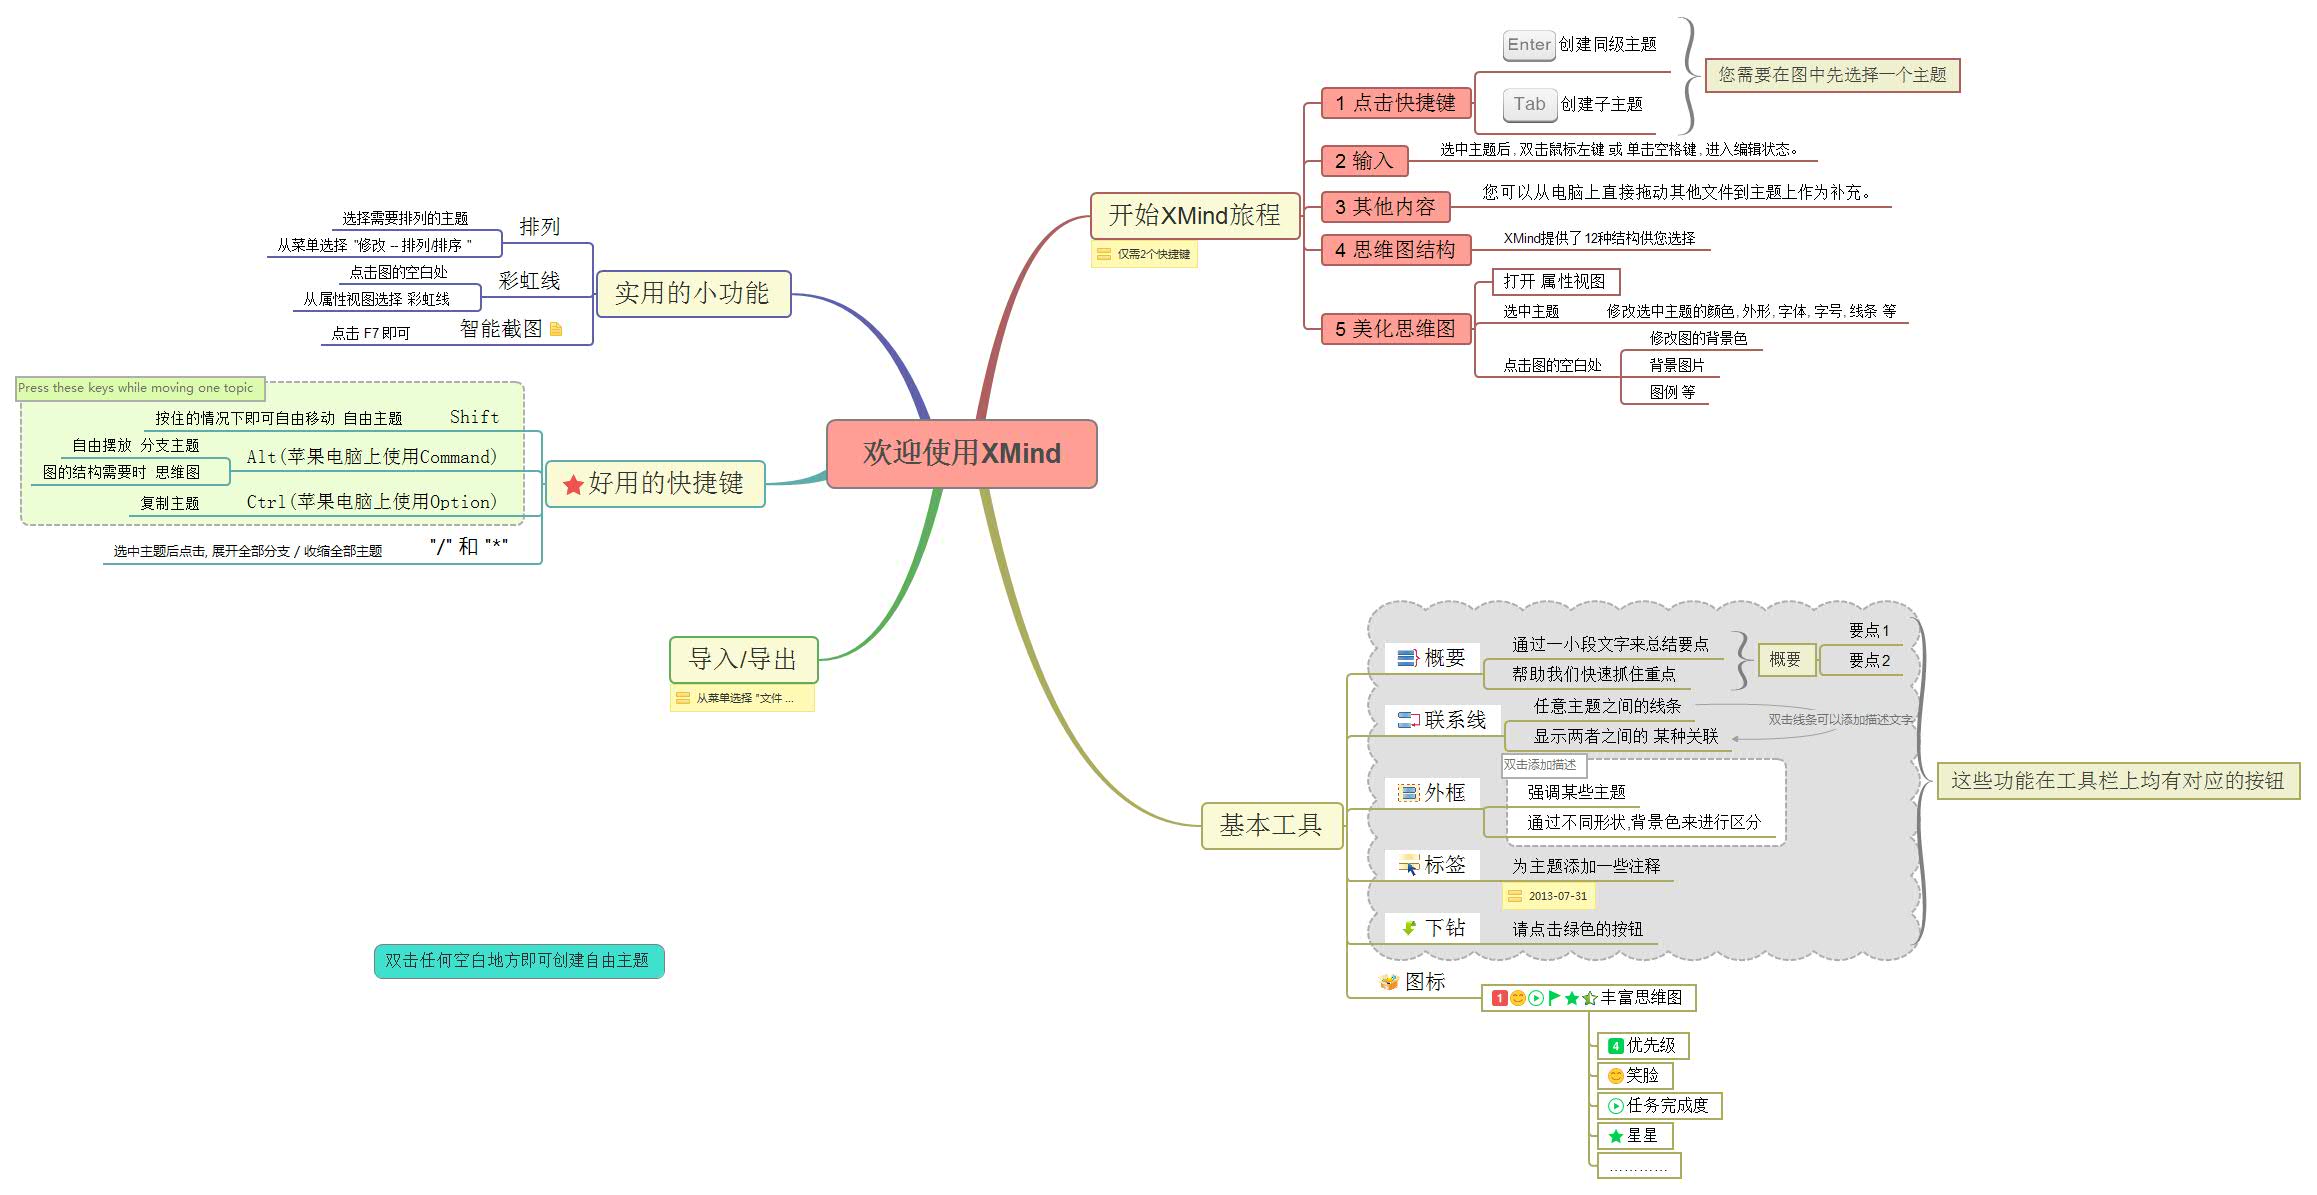 欢迎使用XMind
开始XMind旅程
仅需2个快捷键
1 点击快捷键
Enter 创建同级主题
Tab 创建子主题
您需要在图中先选择一个主题
2 输入
选中主题后, 双击鼠标左键 或 单击空格键, 进入编辑状态。
3 其他内容
您可以从电脑上直接拖动其他文件到主题上作为补充。
4 思维图结构
XMind提供了12种结构供您选择
5 美化思维图
打开 属性视图
选中主题
修改选中主题的颜色, 外形, 字体, 字号, 线条 等
点击图的空白处
修改图的背景色
背景图片
图例 等
基本工具
概要
通过一小段文字来总结要点
帮助我们快速抓住重点
概要
要点1
要点2
联系线
任意主题之间的线条
显示两者之间的 某种关联
双击线条可以添加描述文字
外框
双击添加描述
强调某些主题
通过不同形状,背景色来进行区分
标签
为主题添加一些注释
2013-07-31
下钻
请点击绿色的按钮
这些功能在工具栏上均有对应的按钮
图标
1 丰富思维图
4 优先级
笑脸
任务完成度
星星
…………
实用的小功能
排列
选择需要排列的主题
从菜单选择 "修改 – 排列/排序 "
彩虹线
点击图的空白处
从属性视图选择 彩虹线
智能截图
点击 F7 即可
好用的快捷键
Press these keys while moving one topic
Shift
按住的情况下即可自由移动 自由主题
Alt(苹果电脑上使用Command)
自由摆放 分支主题
图的结构需要时 思维图
Ctrl(苹果电脑上使用Option)
复制主题
"/" 和 "*"
选中主题后点击, 展开全部分支 / 收缩全部主题
导入/导出
从菜单选择 "文件 ...
双击任何空白地方即可创建自由主题